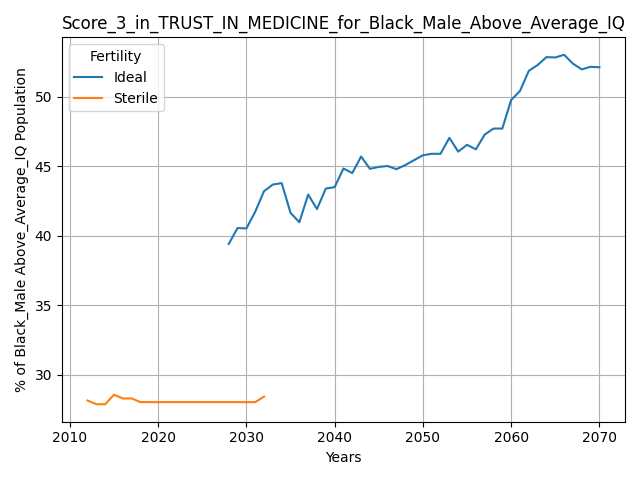 Score_3_in_TRUST_IN_MEDICINE_for_Black_Male_Above_Average_IQ
Fertility
Ideal
Sterile
% of Black_Male Above_Average_IQ Population
50
45
40
35
30
2010
2020
2030
2040
2050
2060
2070
Years